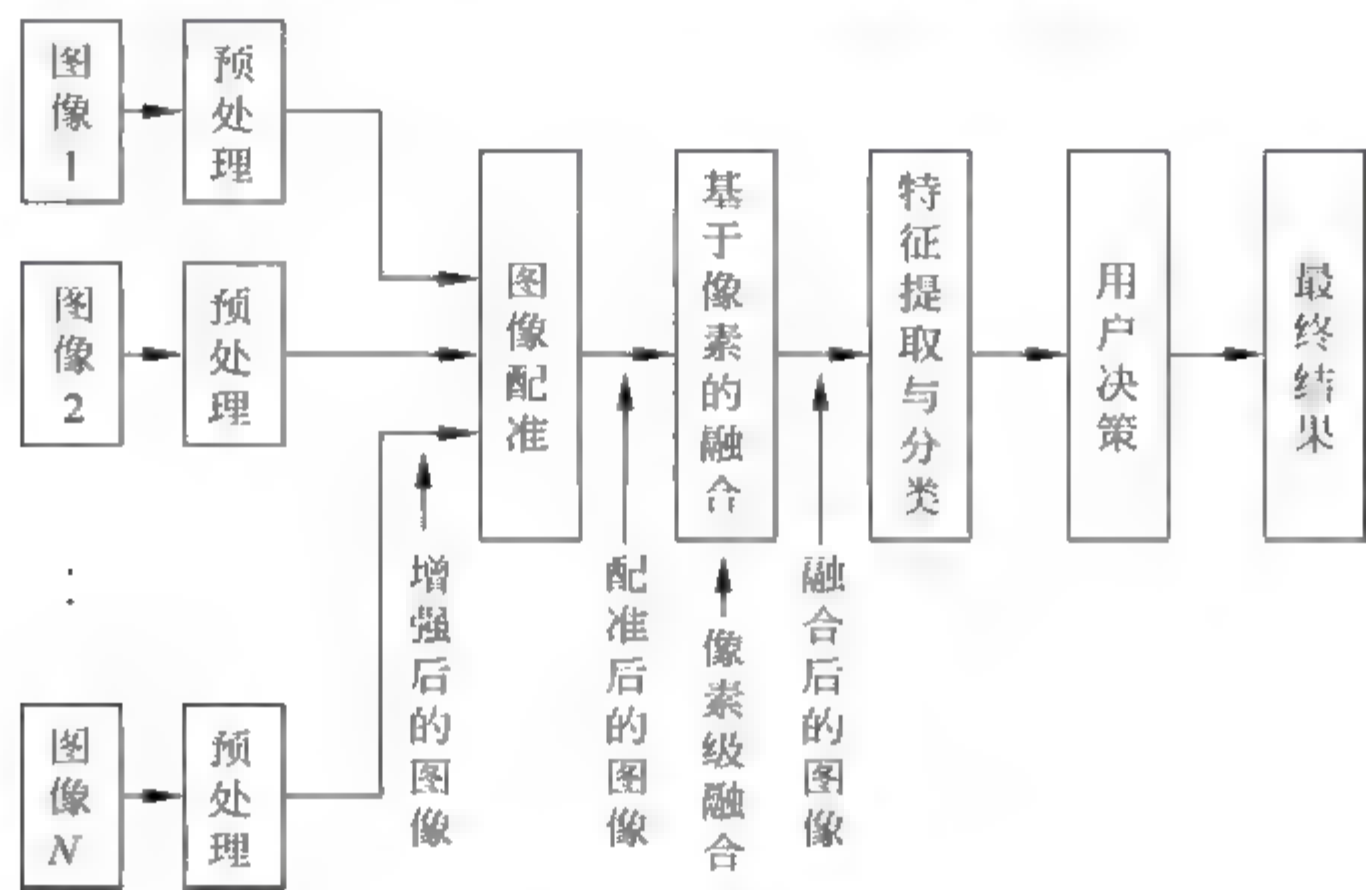 图像1
预处理
图像2
预处理
图像N
预处理
图像配准
基于像素的融合
特征提取与分类
用户决策
最终结果
增强后的图像
配准后的图像
像素级融合
融合后的图像